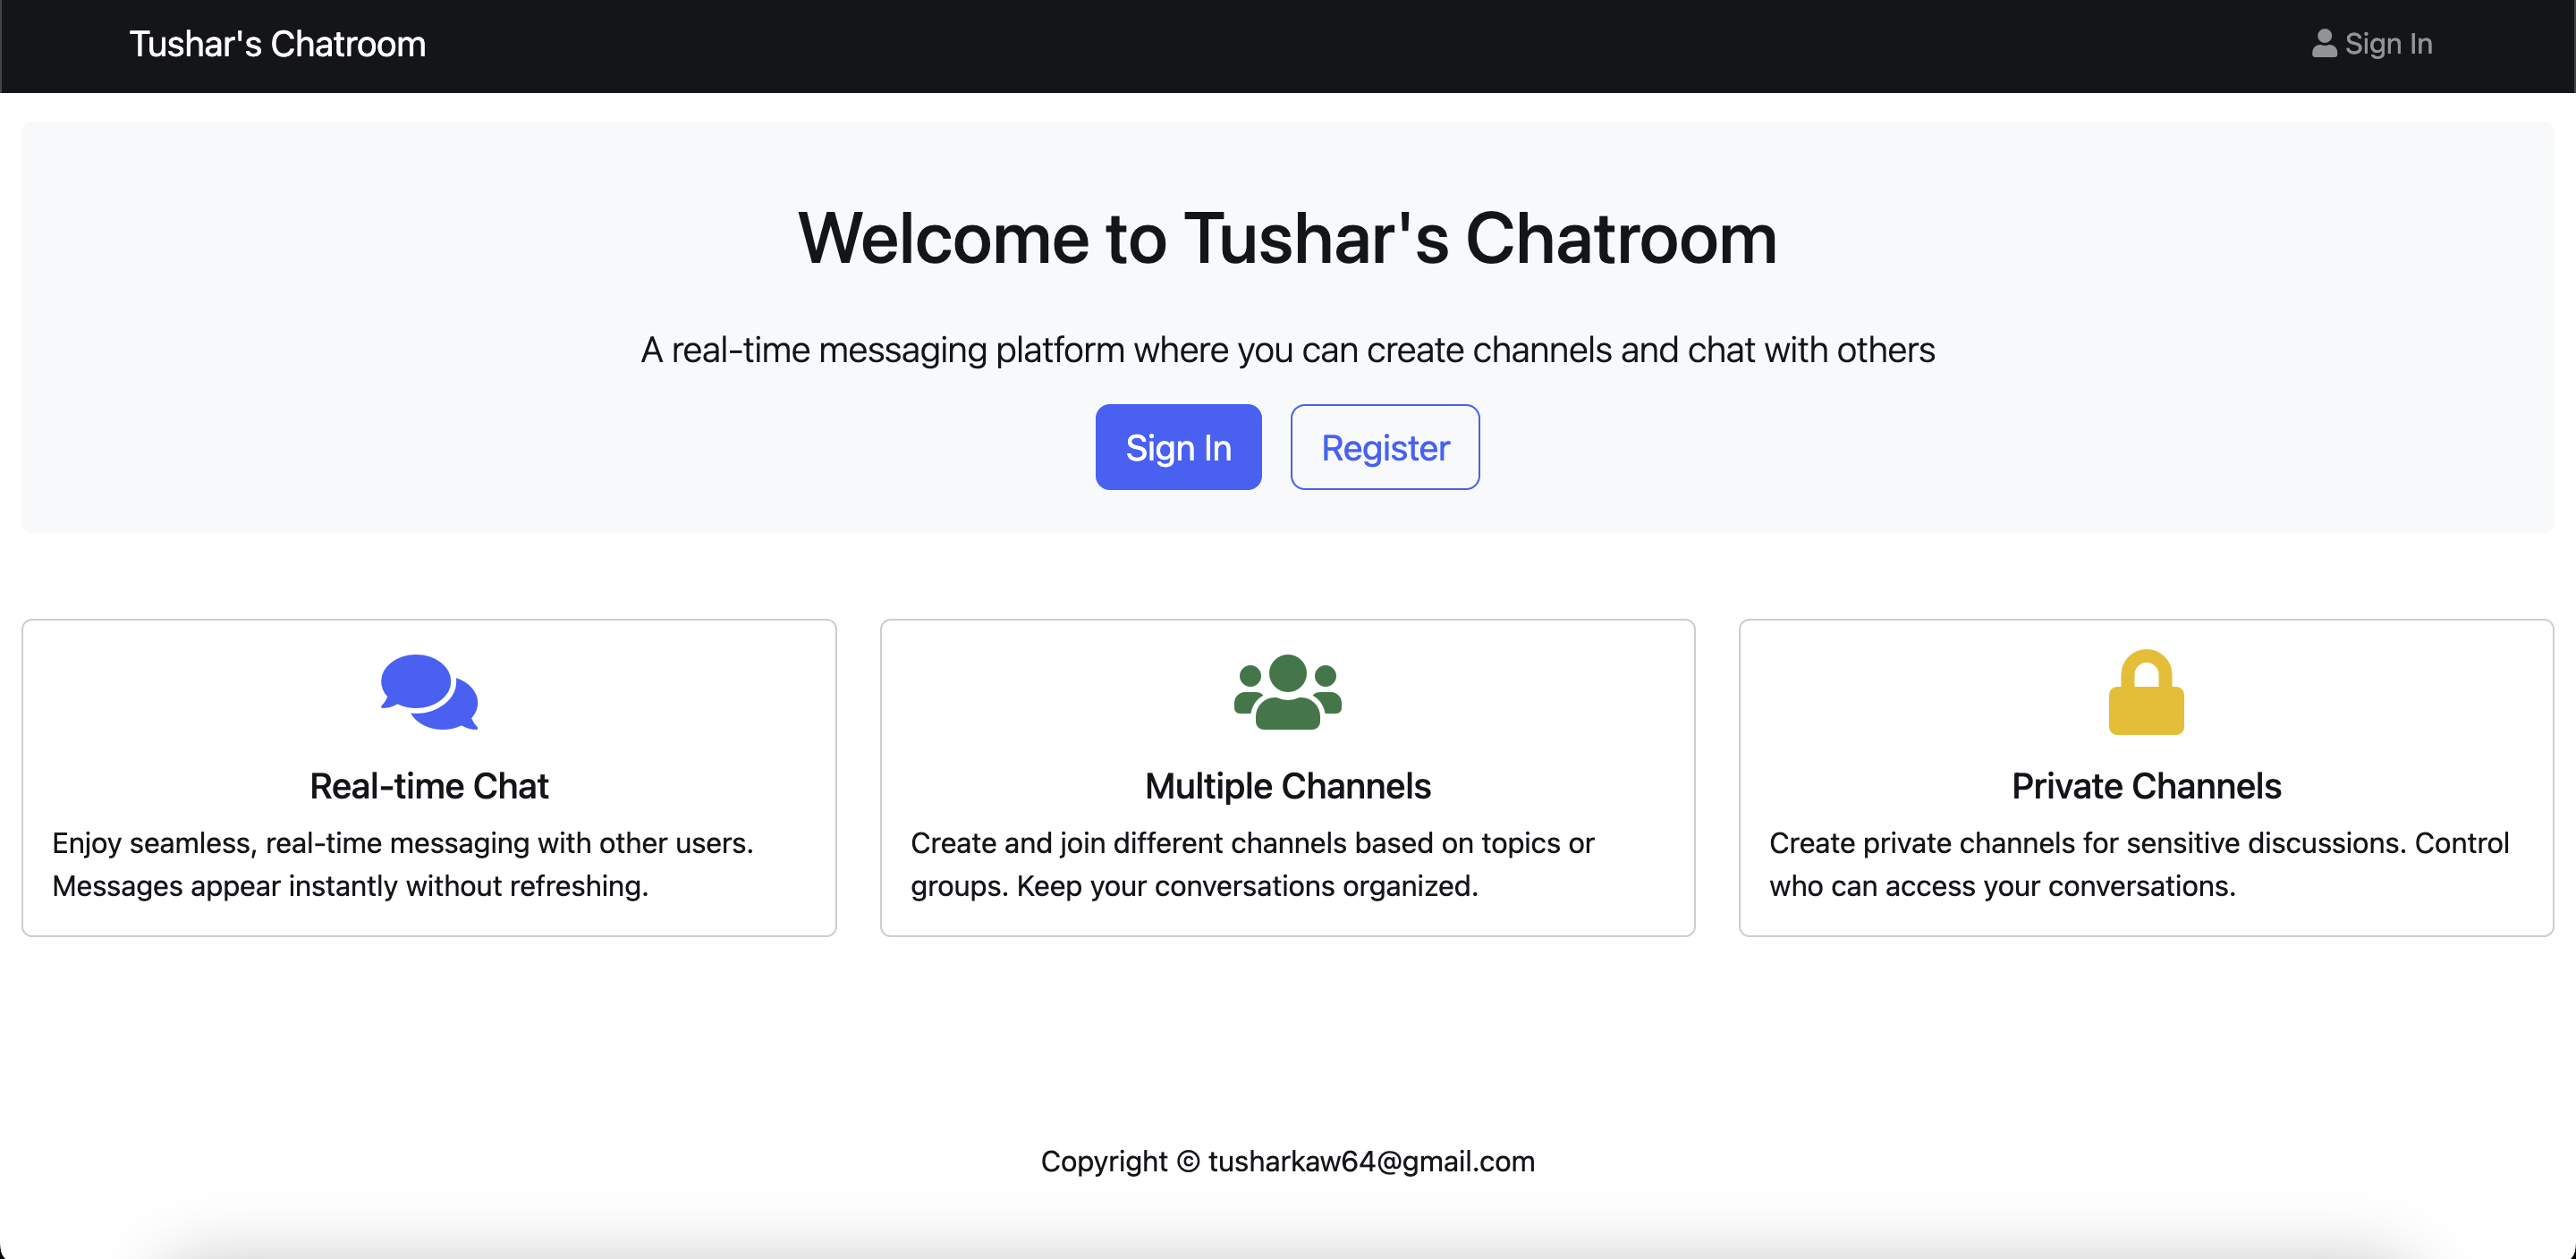 Tushar's Chatroom
Sign In
Welcome to Tushar's Chatroom
A real-time messaging platform where you can create channels and chat with others
Sign In
Register
Real-time Chat
Enjoy seamless, real-time messaging with other users.
Messages appear instantly without refreshing.
Multiple Channels
Create and join different channels based on topics or
groups. Keep your conversations organized.
Private Channels
Create private channels for sensitive discussions. Control
who can access your conversations.
Copyright © tusharkaw64@gmail.com